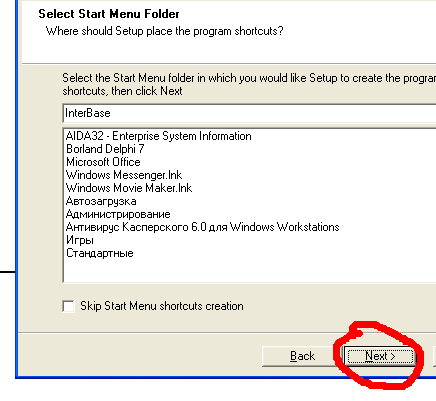 Select Start Menu Folder
Where should Setup place the program shortcuts?
Select the Start Menu folder in which you would like Setup to create the
shortcuts, then click Next
InterBase
AIDA32 - Enterprise System Information
Borland Delphi 7
Microsoft Office
Windows Messenger.lnk
Windows Movie Maker.lnk
Автозагрузка
Администрирование
Антивирус Касперского 6.0 для Windows Workstations
Игры
Стандартные
Skip Start Menu shortcuts creation
Back
Next >